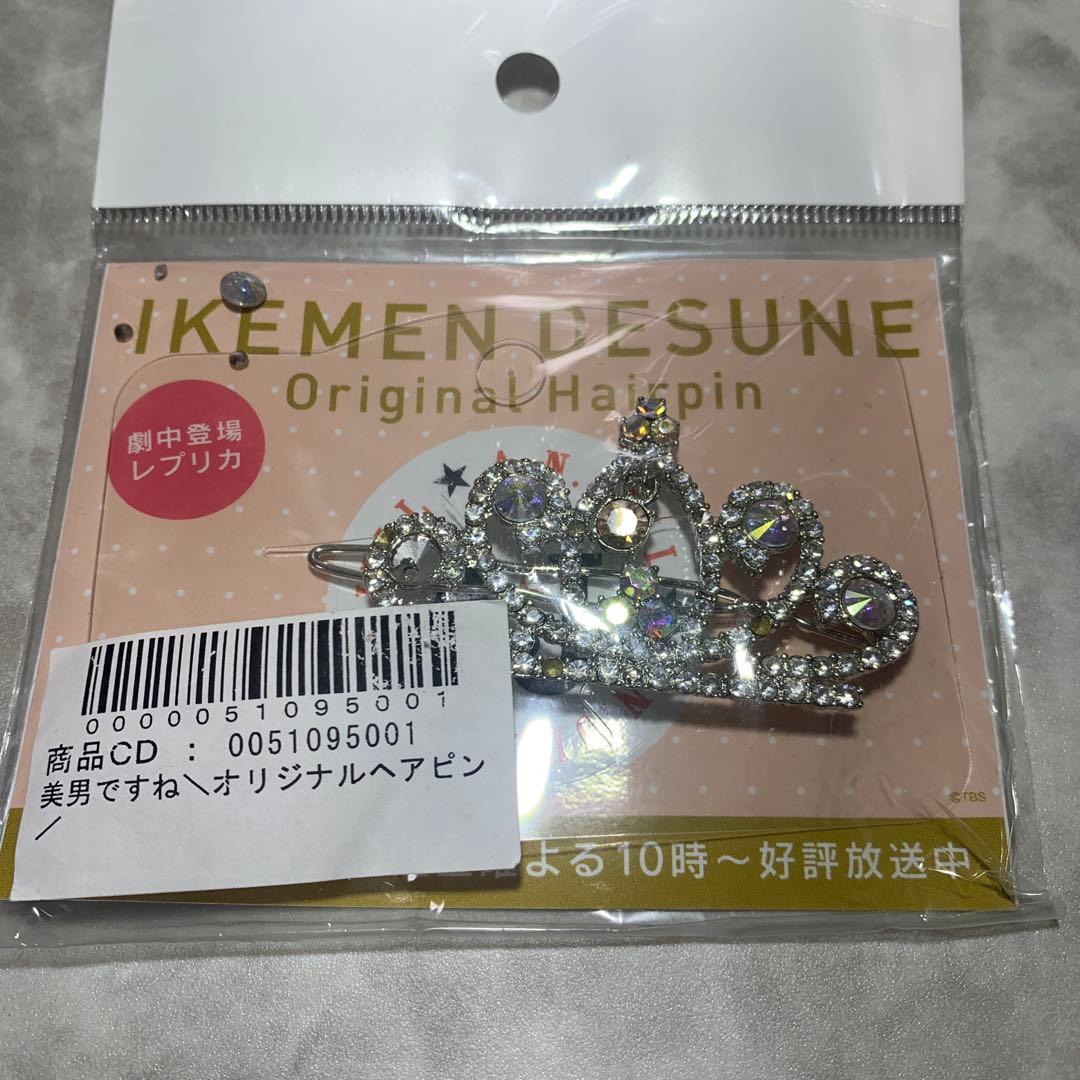 IKEMEN DESUNE
Original Hairpin
劇中登場
レプリカ
A.N.
0000051095001
商品CD : 0051095001
美男ですね＼オリジナルヘアピン
／
©TBS
よる10時～好評放送中